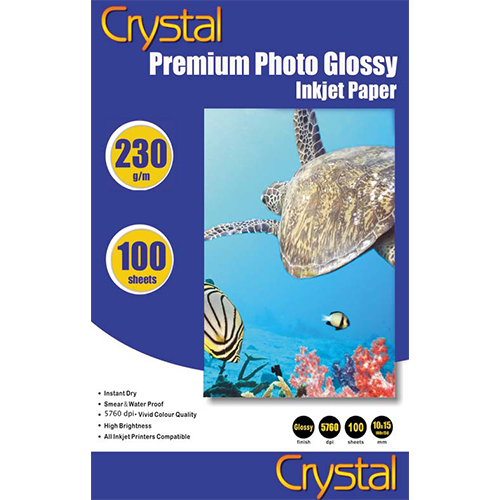 Crystal
Premium Photo Glossy
Inkjet Paper
230
g/m
100
sheets
• Instant Dry
• Smear & Water Proof
• 5760 dpi - Vivid Colour Quality
• High Brightness
• All Inkjet Printers Compatible
Glossy 5760 100 10x15
finish dpi sheets mm
Crystal